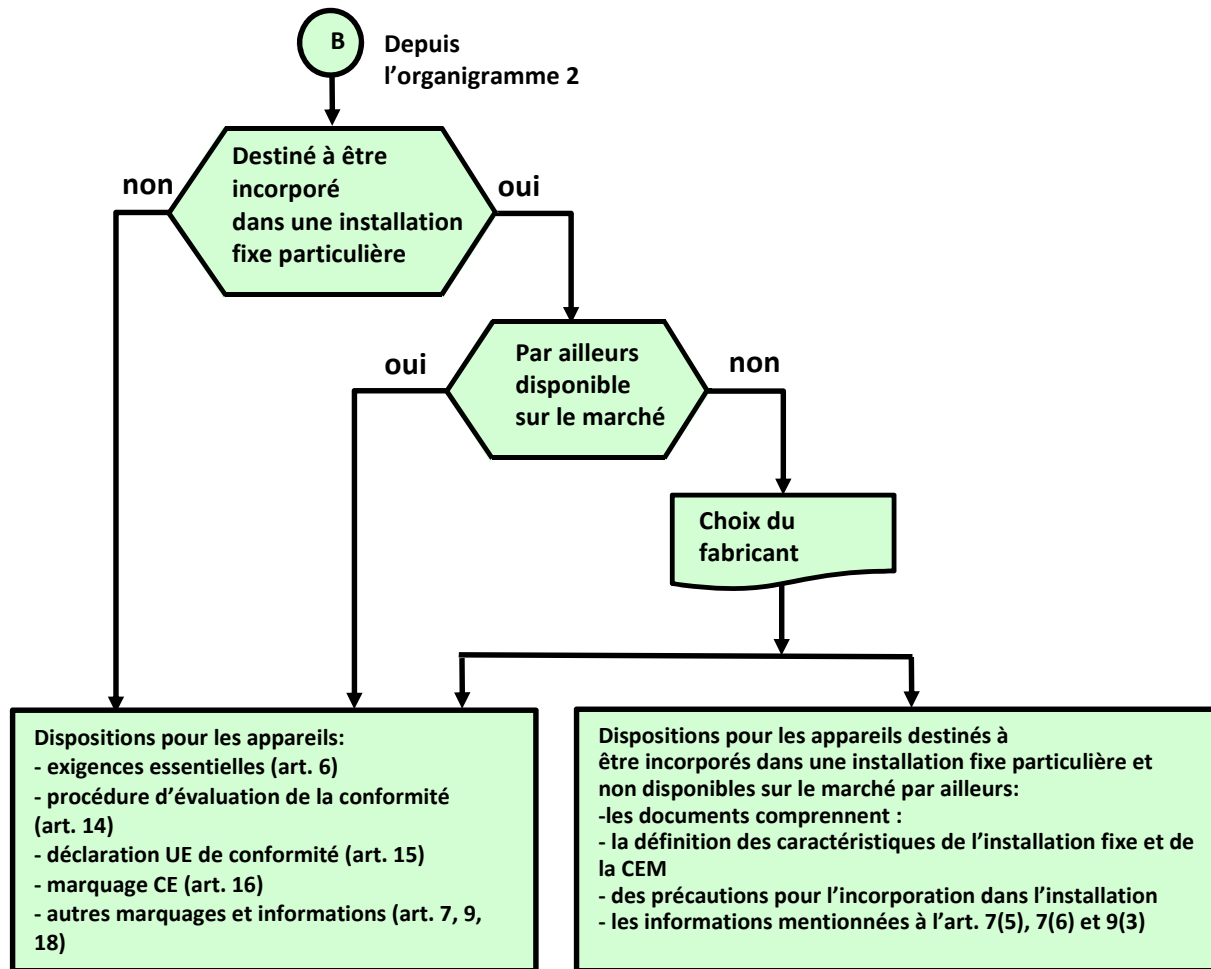 B
Depuis
l’organigramme 2
Destiné à être
incorporé
dans une installation
fixe particulière
non
oui
Par ailleurs
disponible
sur le marché
oui
non
Choix du
fabricant
Dispositions pour les appareils:
- exigences essentielles (art. 6)
- procédure d’évaluation de la conformité
(art. 14)
- déclaration UE de conformité (art. 15)
- marquage CE (art. 16)
- autres marquages et informations (art. 7, 9,
18)
Dispositions pour les appareils destinés à
être incorporés dans une installation fixe particulière et
non disponibles sur le marché par ailleurs:
-les documents comprennent :
- la définition des caractéristiques de l’installation fixe et de
la CEM
- des précautions pour l’incorporation dans l’installation
- les informations mentionnées à l’art. 7(5), 7(6) et 9(3)